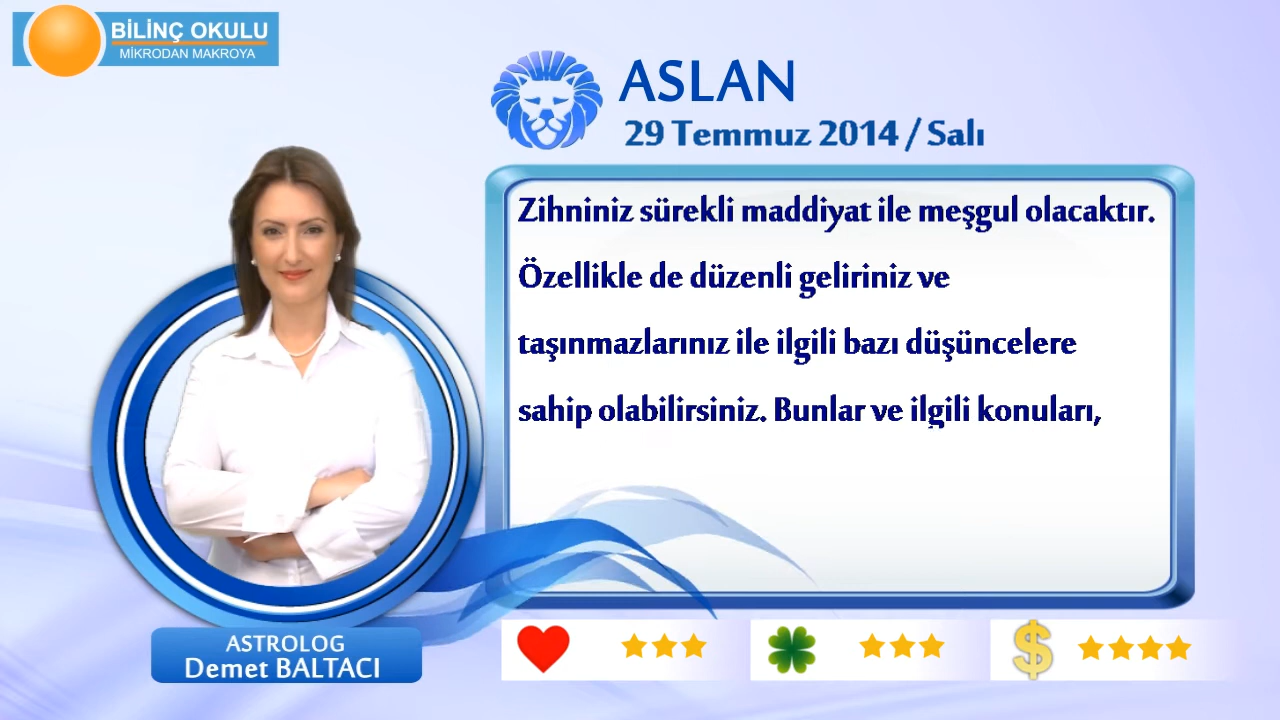 BİLİNÇ OKULU
MİKRODAN MAKROYA
ASLAN
29 Temmuz 2014 / Salı
Zihniniz sürekli maddiyat ile meşgul olacaktır.
Özellikle de düzenli geliriniz ve
taşınmazlarınız ile ilgili bazı düşüncelere
sahip olabilirsiniz. Bunlar ve ilgili konuları,
ASTROLOG
Demet BALTACI
$